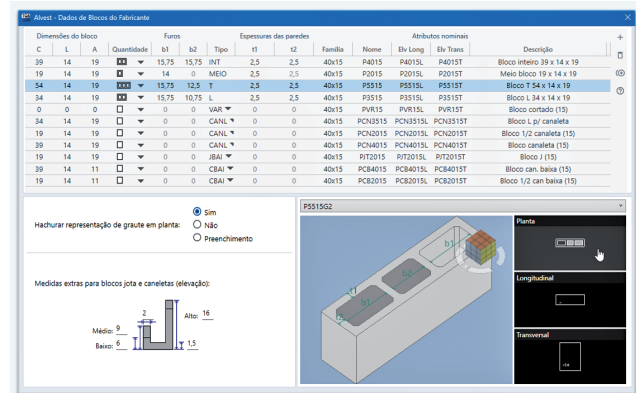 Alvest - Dados de Blocos do Fabricante
Dimensões do bloco Furos Espessuras das paredes Atributos nominais
C L A Quantidade b1 b2 Tipo t1 t2 Família Nome Elv Long Elv Trans Descrição
39 14 19 15,75 15,75 INT 2,5 2,5 40x15 P4015 P4015L P4015T Bloco inteiro 39 x 14 x 19
19 14 19 14 0 MEIO 2,5 2,5 40x15 P2015 P2015L P2015T Meio bloco 19 x 14 x 19
54 14 19 15,75 12,5 T 2,5 2,5 40x15 P5515 P5515L P5515T Bloco T 54 x 14 x 19
34 14 19 15,75 10,75 L 2,5 2,5 40x15 P3515 P3515L P3515T Bloco L 34 x 14 x 19
0 0 0 0 0 VAR 0 0 40x15 PVR15 PVR15L PVR15T Bloco cortado (15)
34 14 19 0 0 CANL 0 0 40x15 PCN3515 PCN3515L PCN3515T Bloco L p/ canaleta
19 14 19 0 0 CANL 0 0 40x15 PCN2015 PCN2015L PCN2015T Bloco 1/2 canaleta (15)
39 14 19 0 0 CANL 0 0 40x15 PCN4015 PCN4015L PCN4015T Bloco canaleta (15)
19 14 19 0 0 JBAI 0 0 40x15 PJT2015 PJT2015L PJT2015T Bloco J (15)
39 14 11 0 0 CBAI 0 0 40x15 PCB4015 PCB4015L PCB4015T Bloco can. baixa (15)
19 14 11 0 0 CBAI 0 0 40x15 PCB2015 PCB2015L PCB2015T Bloco 1/2 can baixa (15)
Hachurar representação de graute em planta:
Sim
Não
Preenchimento
Medidas extras para blocos jota e canaletas (elevação):
2 Alto: 16
Médio: 9
Baixo: 6 1,5
P5515G2
b1
b2
b1
t1
Planta
Longitudinal
Transversal